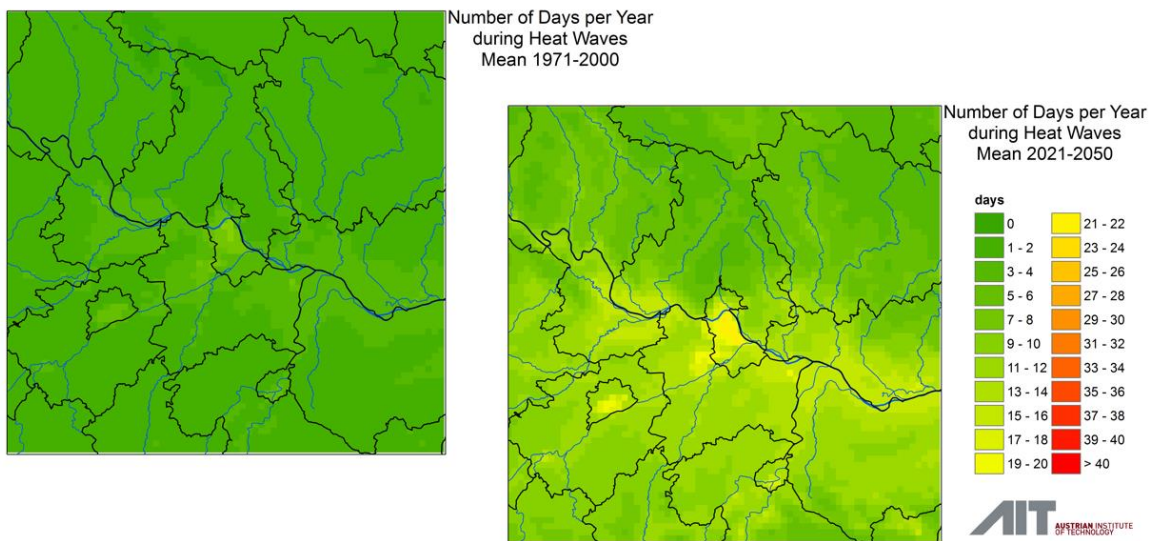 Number of Days per Year
during Heat Waves
Mean 1971-2000
Number of Days per Year
during Heat Waves
Mean 2021-2050
days
0
1 - 2
3 - 4
5 - 6
7 - 8
9 - 10
11 - 12
13 - 14
15 - 16
17 - 18
19 - 20
21 - 22
23 - 24
25 - 26
27 - 28
29 - 30
31 - 32
33 - 34
35 - 36
37 - 38
39 - 40
> 40
AIT
AUSTRIAN INSTITUTE
OF TECHNOLOGY